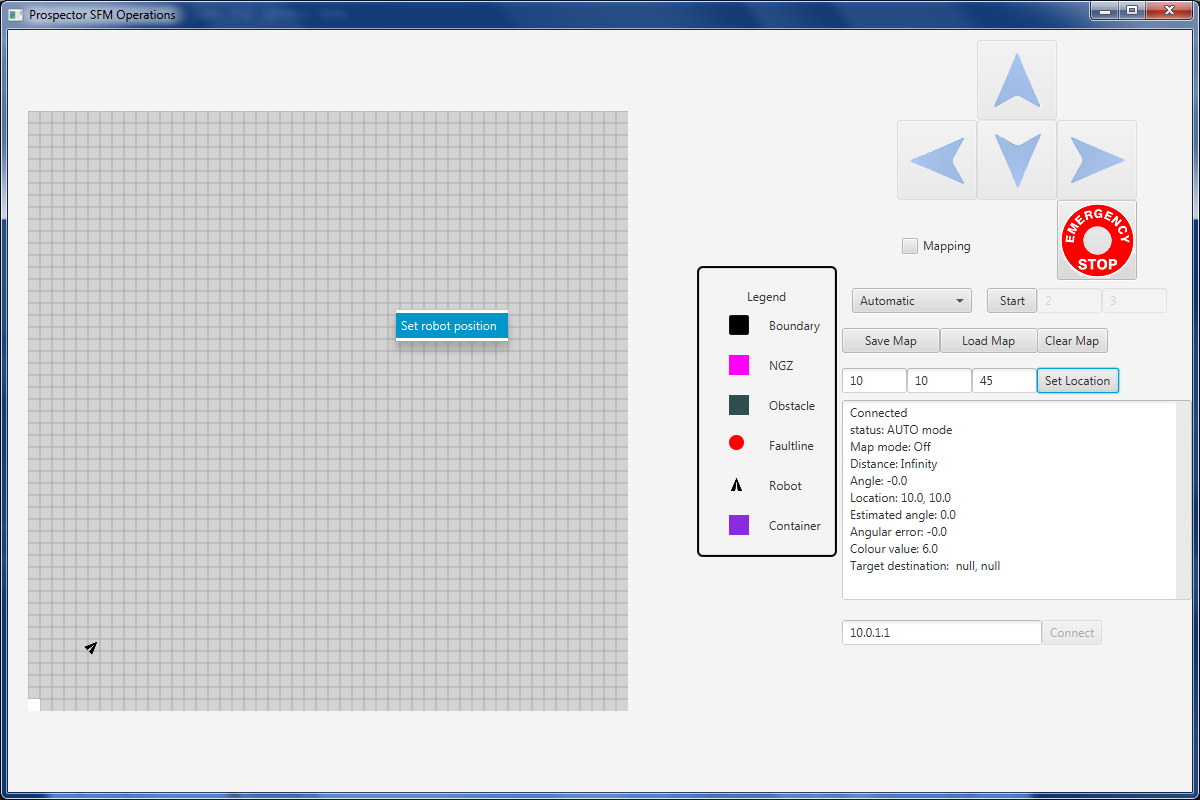 Prospector SFM Operations
EMERGENCY
STOP
Mapping
Automatic
Start
2
3
Save Map
Load Map
Clear Map
10
10
45
Set Location
Set robot position
Legend
Boundary
NGZ
Obstacle
Faultline
Robot
Container
Connected
status: AUTO mode
Map mode: Off
Distance: Infinity
Angle: -0.0
Location: 10.0, 10.0
Estimated angle: 0.0
Angular error: -0.0
Colour value: 6.0
Target destination:  null, null
10.0.1.1
Connect